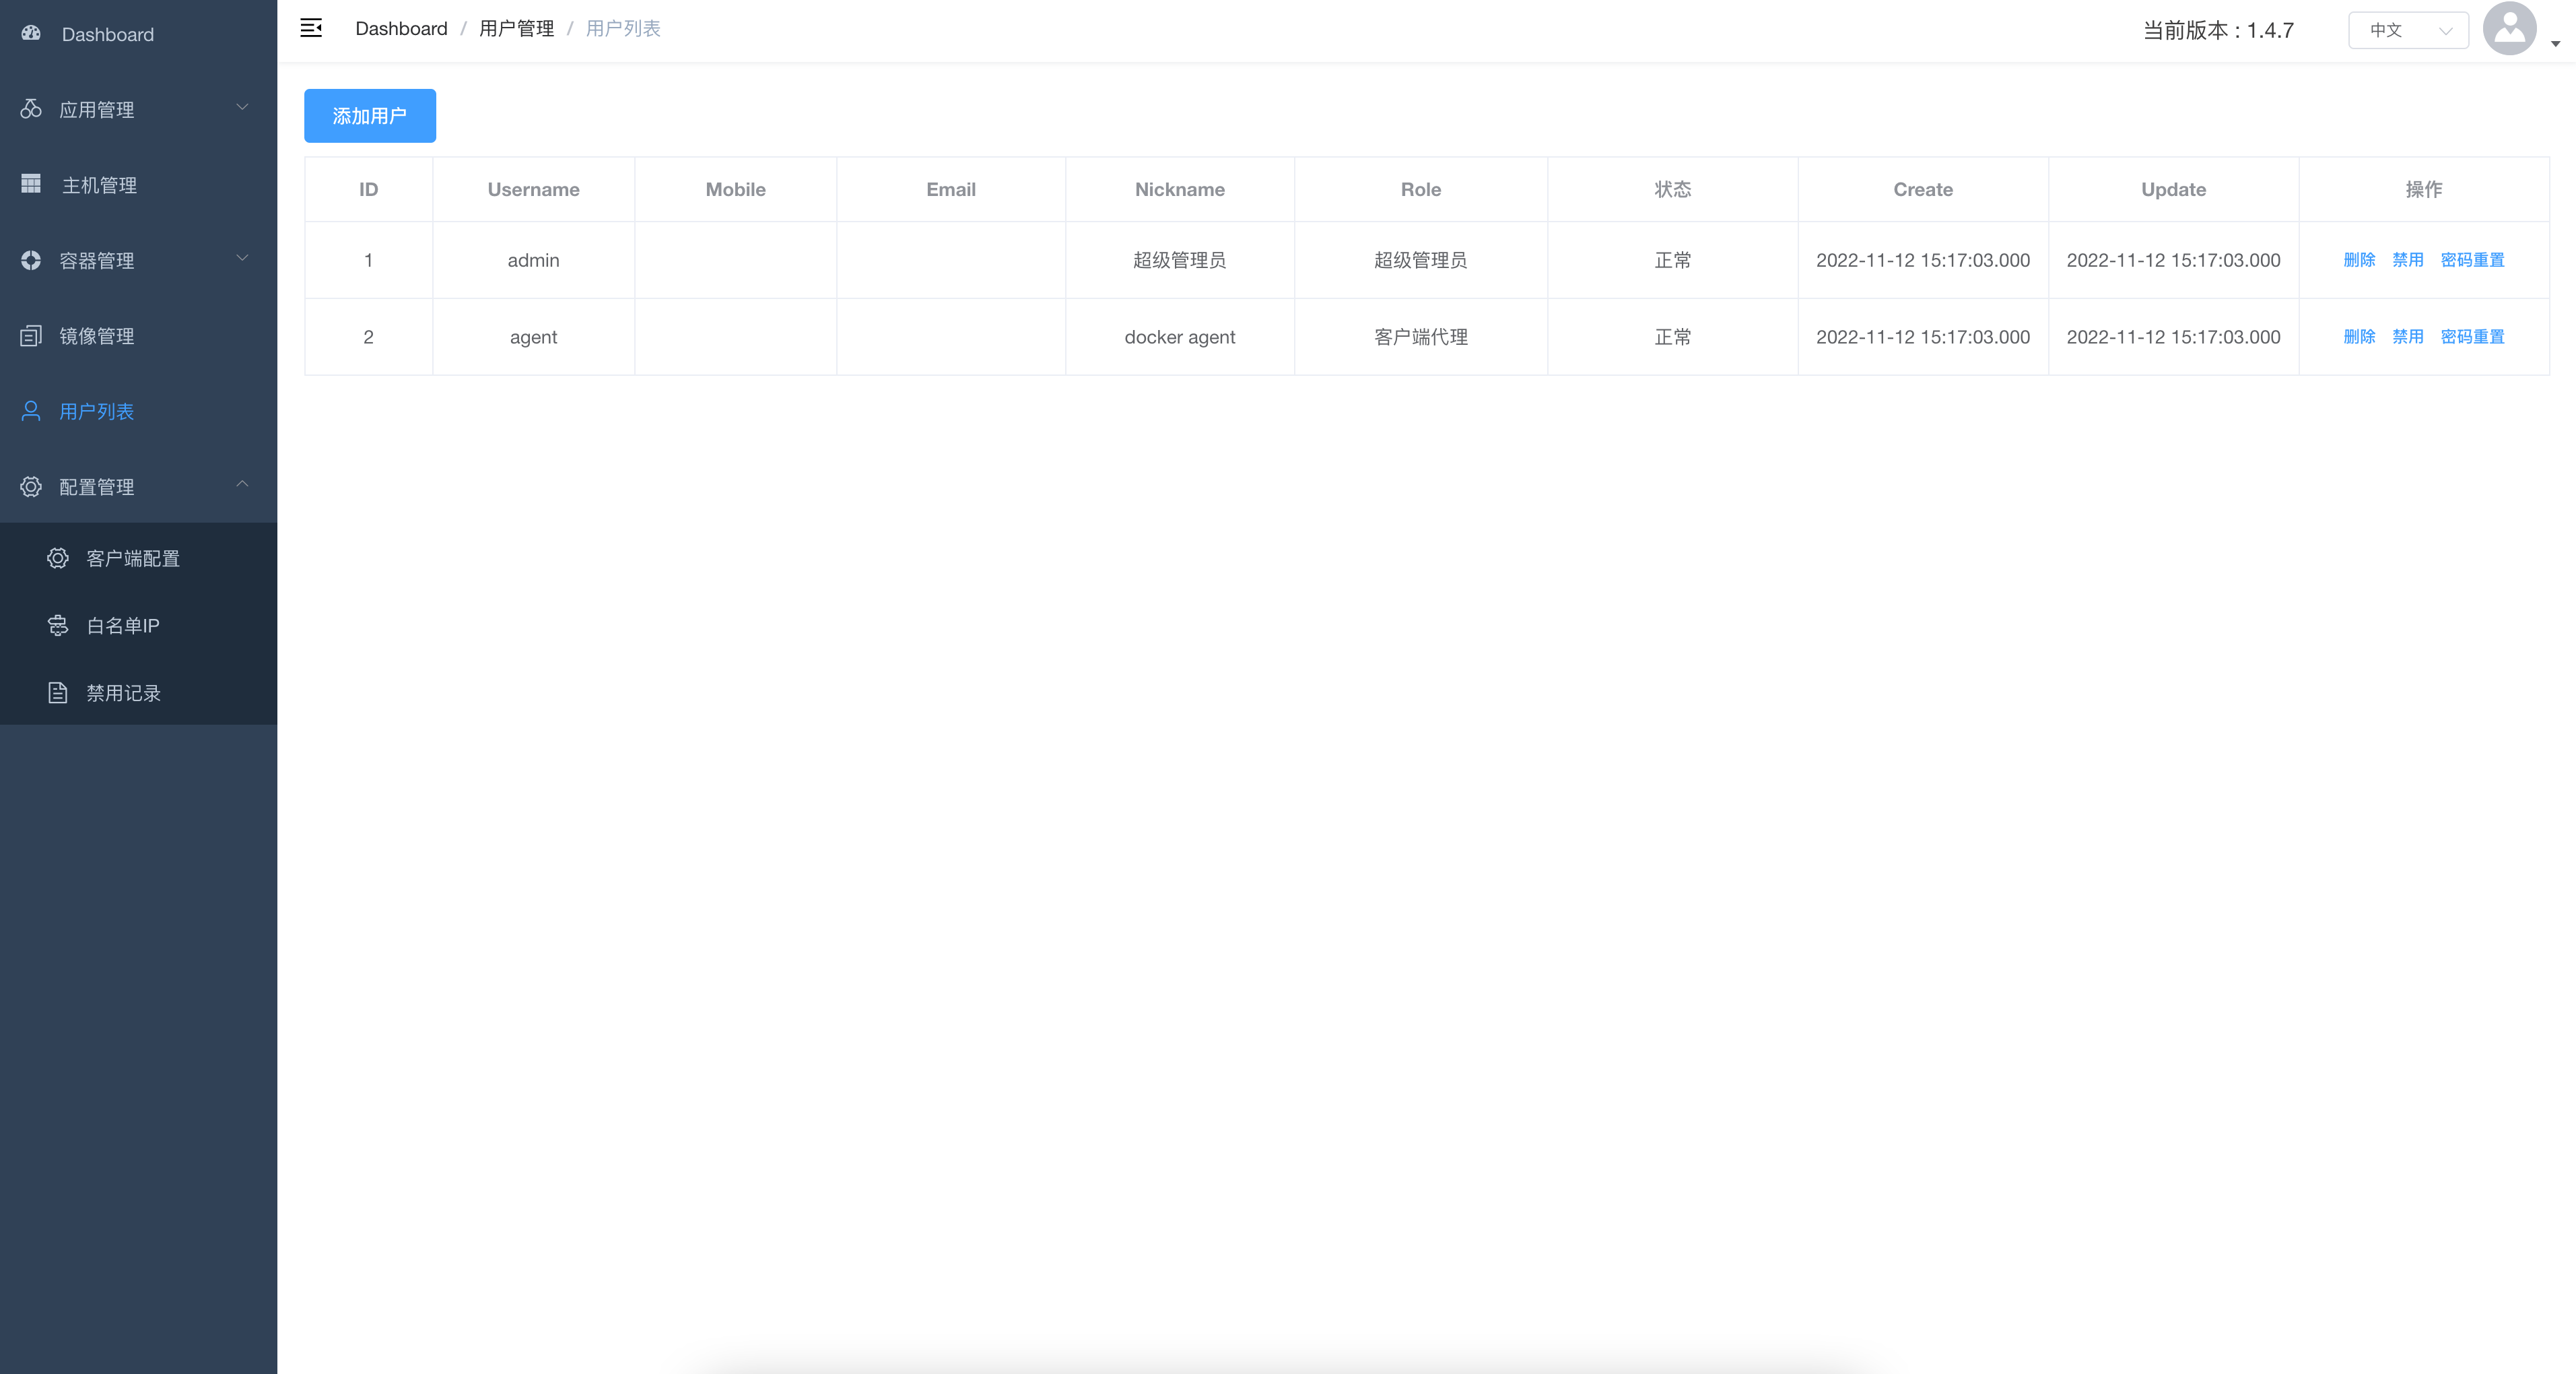 Dashboard
应用管理
主机管理
容器管理
镜像管理
用户列表
配置管理
客户端配置
白名单IP
禁用记录
Dashboard / 用户管理 / 用户列表
当前版本 : 1.4.7
中文
添加用户
ID Username Mobile Email Nickname Role 状态 Create Update 操作
1 admin 超级管理员 超级管理员 正常 2022-11-12 15:17:03.000 2022-11-12 15:17:03.000 删除 禁用 密码重置
2 agent docker agent 客户端代理 正常 2022-11-12 15:17:03.000 2022-11-12 15:17:03.000 删除 禁用 密码重置